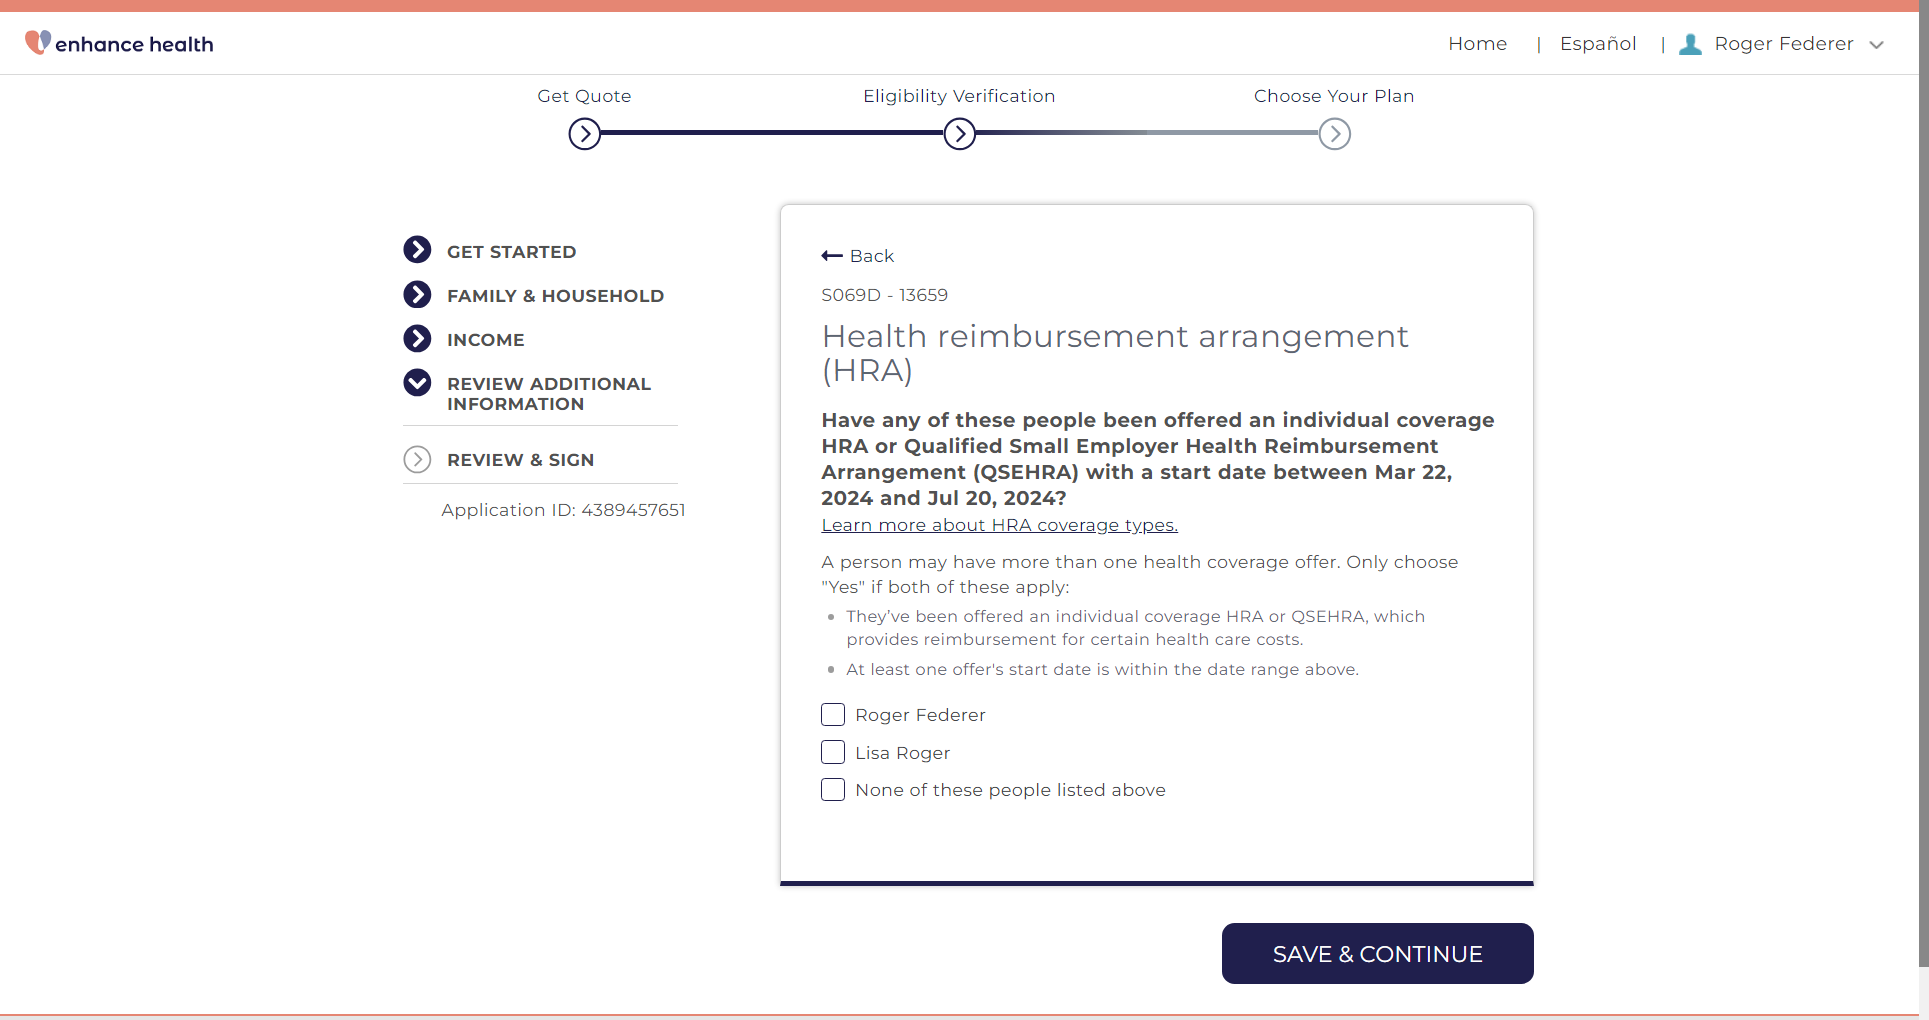 enhance health
Home | Español | Roger Federer
Get Quote
Eligibility Verification
Choose Your Plan
GET STARTED
FAMILY & HOUSEHOLD
INCOME
REVIEW ADDITIONAL
INFORMATION
REVIEW & SIGN
Application ID: 4389457651
Back
S069D - 13659
Health reimbursement arrangement
(HRA)
Have any of these people been offered an individual coverage
HRA or Qualified Small Employer Health Reimbursement
Arrangement (QSEHRA) with a start date between Mar 22,
2024 and Jul 20, 2024?
Learn more about HRA coverage types.
A person may have more than one health coverage offer. Only choose
"Yes" if both of these apply:
• They've been offered an individual coverage HRA or QSEHRA, which
provides reimbursement for certain health care costs.
• At least one offer's start date is within the date range above.
Roger Federer
Lisa Roger
None of these people listed above
SAVE & CONTINUE